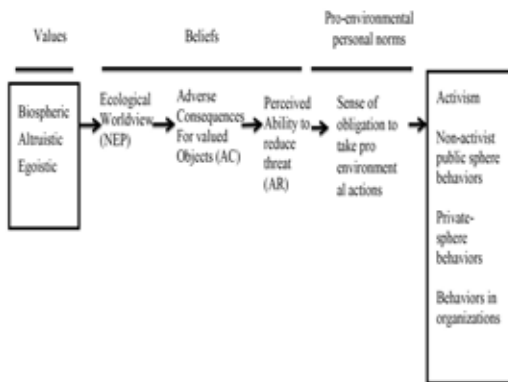 Values
Beliefs
Pro-environmental
personal norms
Biospheric
Altruistic
Egoistic
Ecological
Worldview
(NEP)
Adverse
Consequences
For valued
Objects (AC)
Perceived
Ability to
reduce
threat
(AR)
Sense of
obligation to
take pro
environment
al actions
Activism
Non-activist
public sphere
behaviors
Private-
sphere
behaviors
Behaviors in
organizations